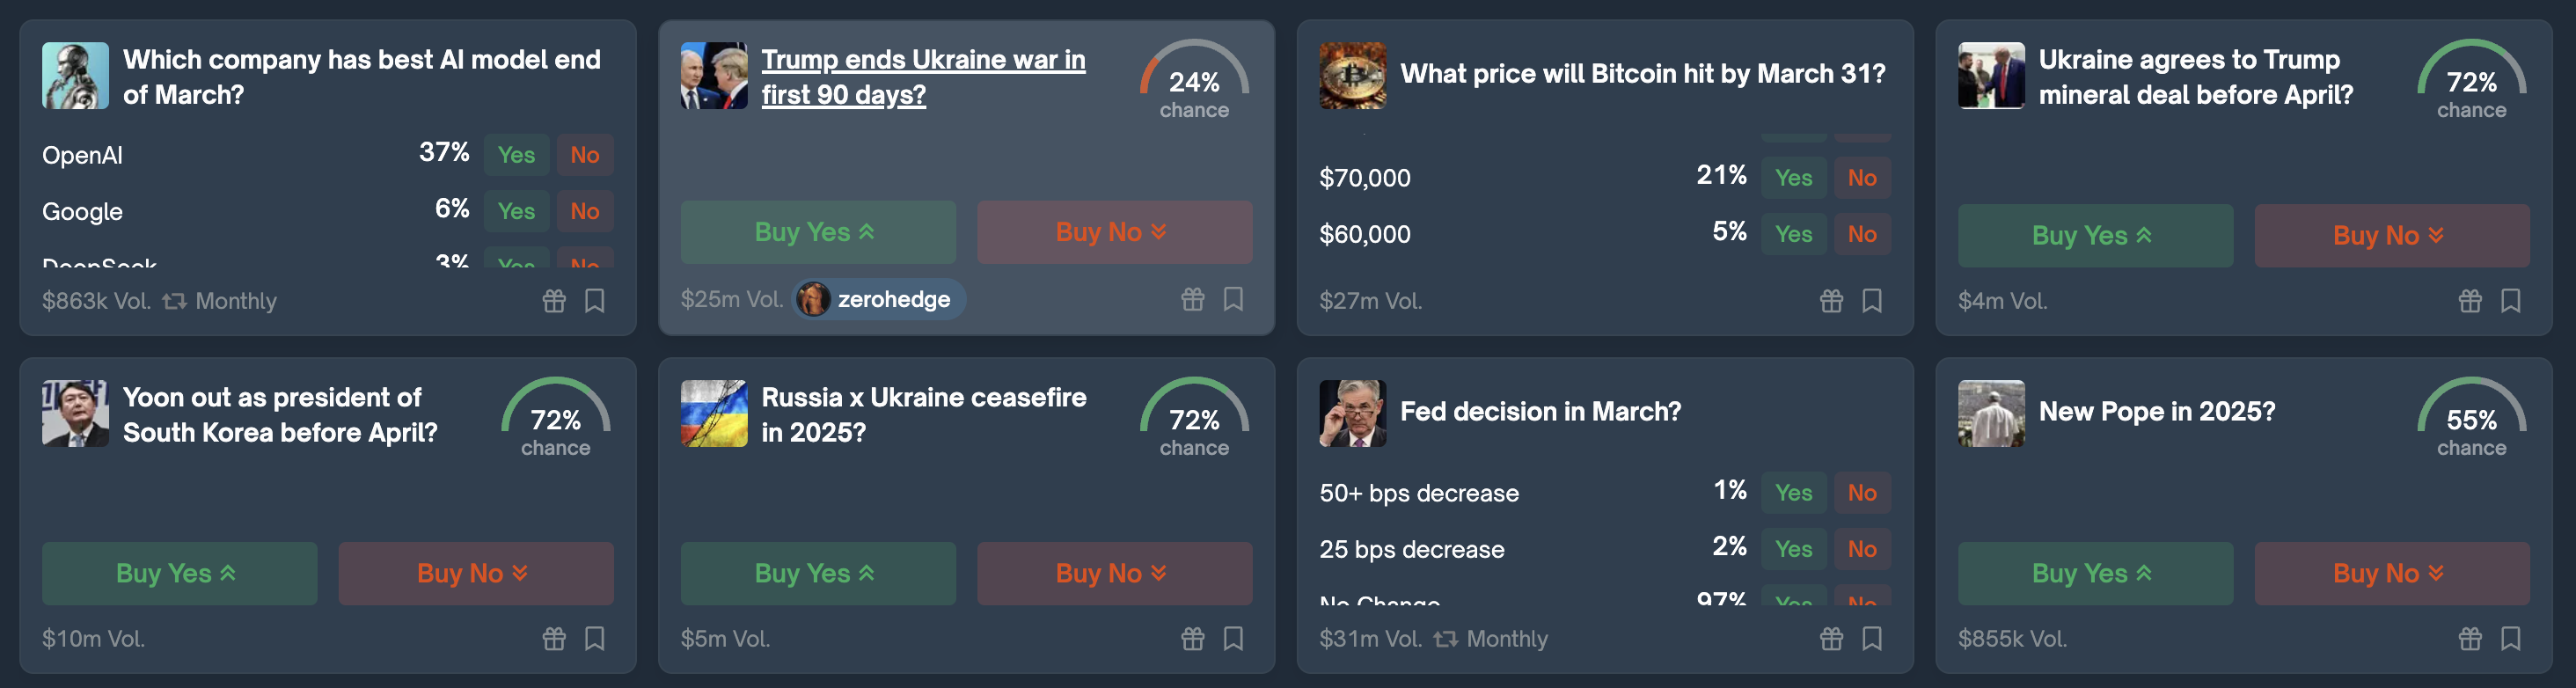 Which company has best AI model end
of March?
OpenAI 37% Yes No
Google 6% Yes No
DeepSeek 3% Yes No
$863k Vol. Monthly
Trump ends Ukraine war in
first 90 days?
24%
chance
Buy Yes Buy No
$25m Vol. zerohedge
What price will Bitcoin hit by March 31?
$70,000 21% Yes No
$60,000 5% Yes No
$27m Vol.
Ukraine agrees to Trump
mineral deal before April?
72%
chance
Buy Yes Buy No
$4m Vol.
Yoon out as president of
South Korea before April?
72%
chance
Buy Yes Buy No
$10m Vol.
Russia x Ukraine ceasefire
in 2025?
72%
chance
Buy Yes Buy No
$5m Vol.
Fed decision in March?
50+ bps decrease 1% Yes No
25 bps decrease 2% Yes No
No Change 97% Yes No
$31m Vol. Monthly
New Pope in 2025?
55%
chance
Buy Yes Buy No
$855k Vol.